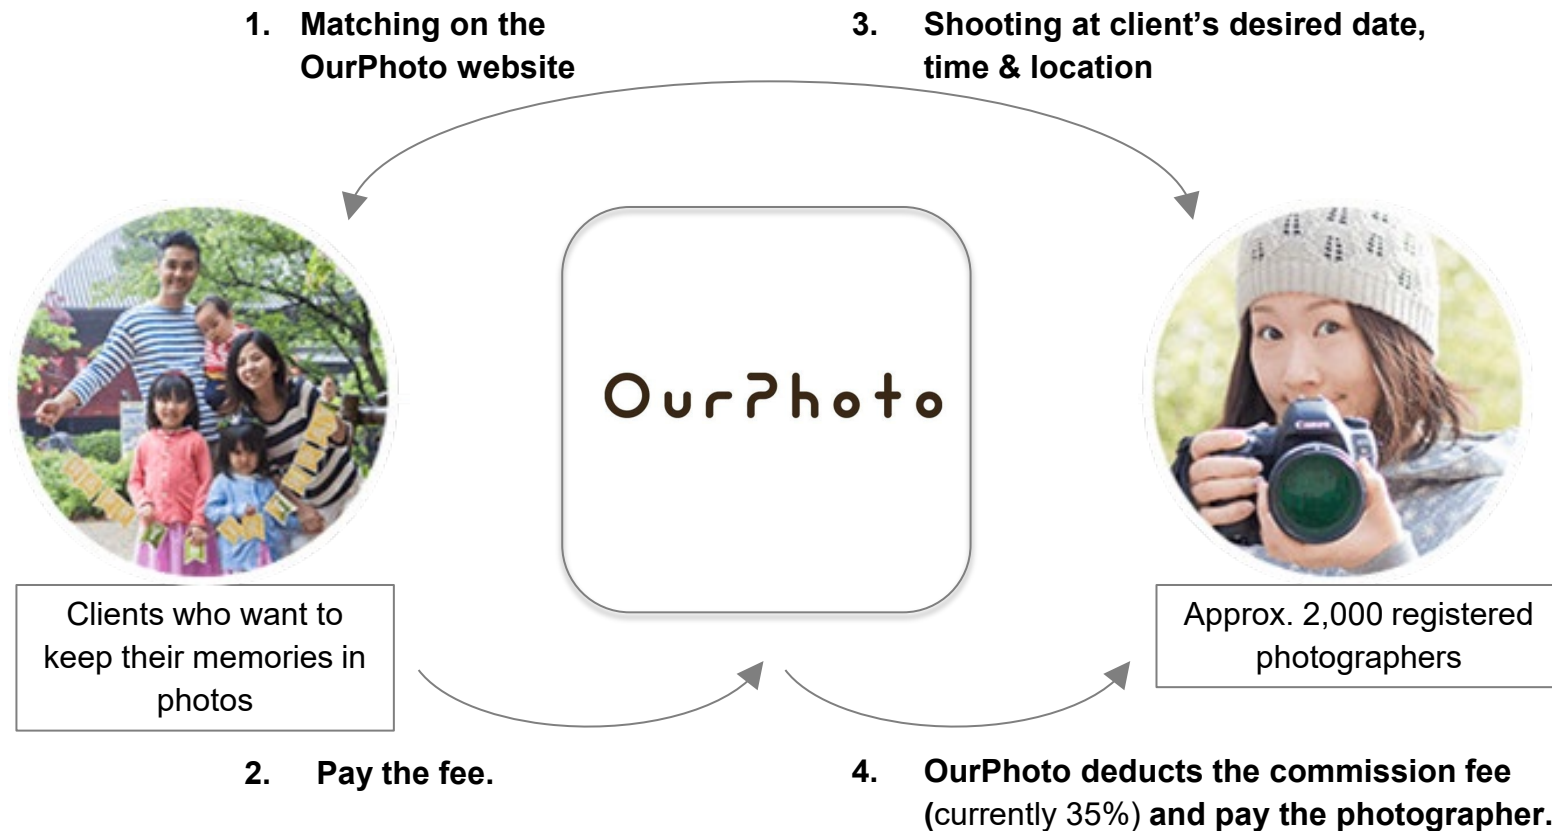 1. Matching on the
OurPhoto website
3. Shooting at client’s desired date,
time & location
OurPhoto
Canon
Clients who want to
keep their memories in
photos
Approx. 2,000 registered
photographers
2. Pay the fee.
4. OurPhoto deducts the commission fee
(currently 35%) and pay the photographer.